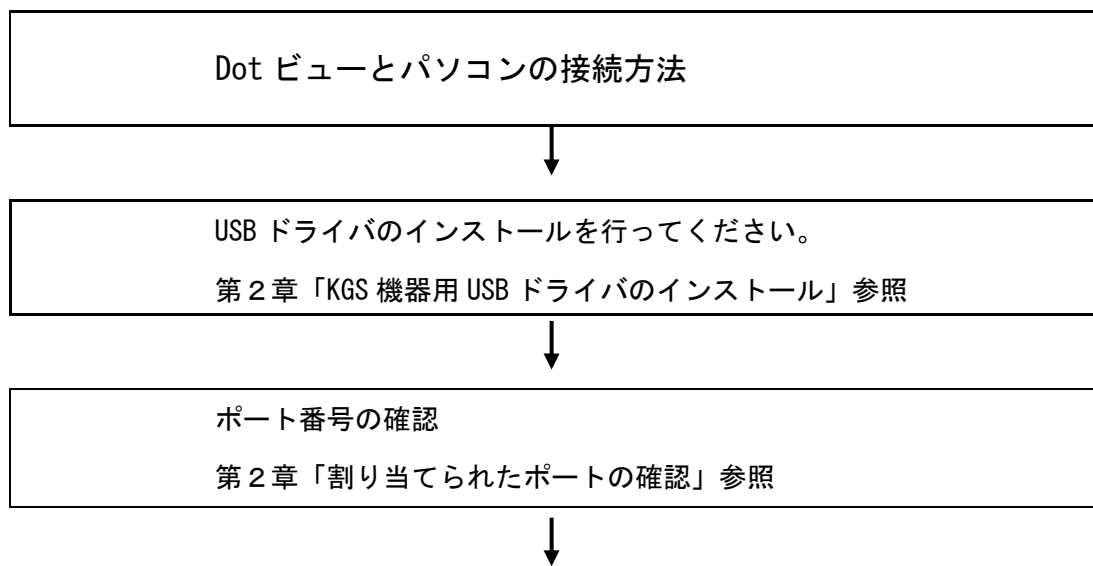 Dot ビューとパソコンの接続方法
USB ドライバのインストールを行ってください。
第２章「KGS 機器用 USB ドライバのインストール」参照
ポート番号の確認
第２章「割り当てられたポートの確認」参照